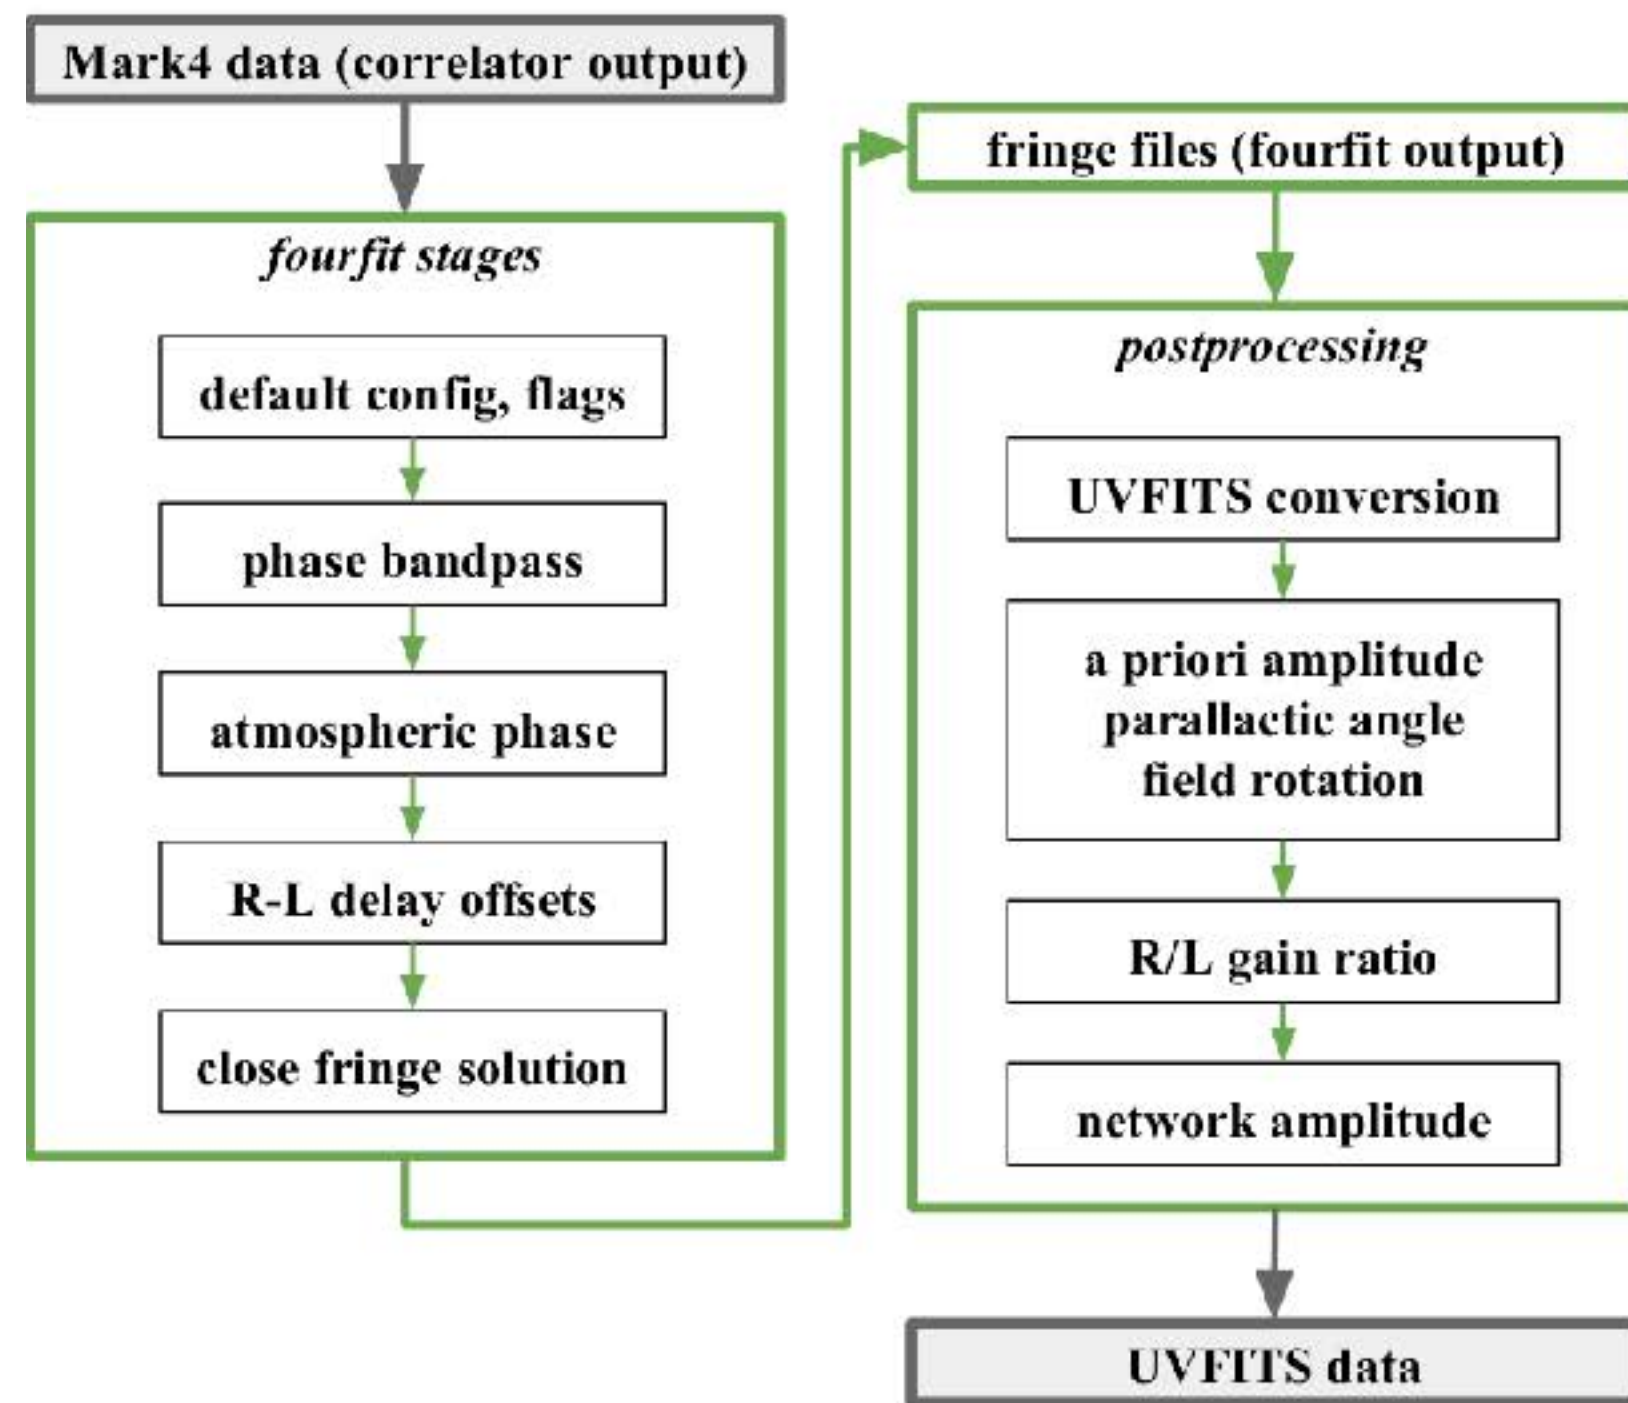 Mark4 data (correlator output)
fourfit stages
default config, flags
phase bandpass
atmospheric phase
R-L delay offsets
close fringe solution
fringe files (fourfit output)
postprocessing
UVFITS conversion
a priori amplitude
parallactic angle
field rotation
R/L gain ratio
network amplitude
UVFITS data